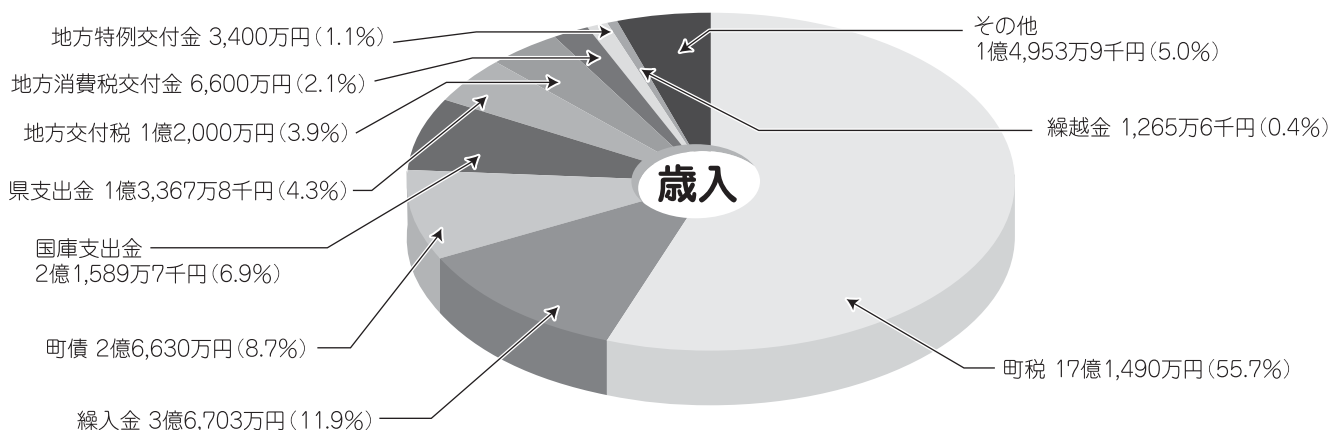 地方特例交付金 3,400万円(1.1%)
地方消費税交付金 6,600万円(2.1%)
地方交付税 1億2,000万円(3.9%)
県支出金 1億3,367万8千円(4.3%)
国庫支出金
2億1,589万7千円(6.9%)
町債 2億6,630万円(8.7%)
繰入金 3億6,703万円(11.9%)
歳入
その他
1億4,953万9千円(5.0%)
繰越金 1,265万6千円(0.4%)
町税 17億1,490万円(55.7%)